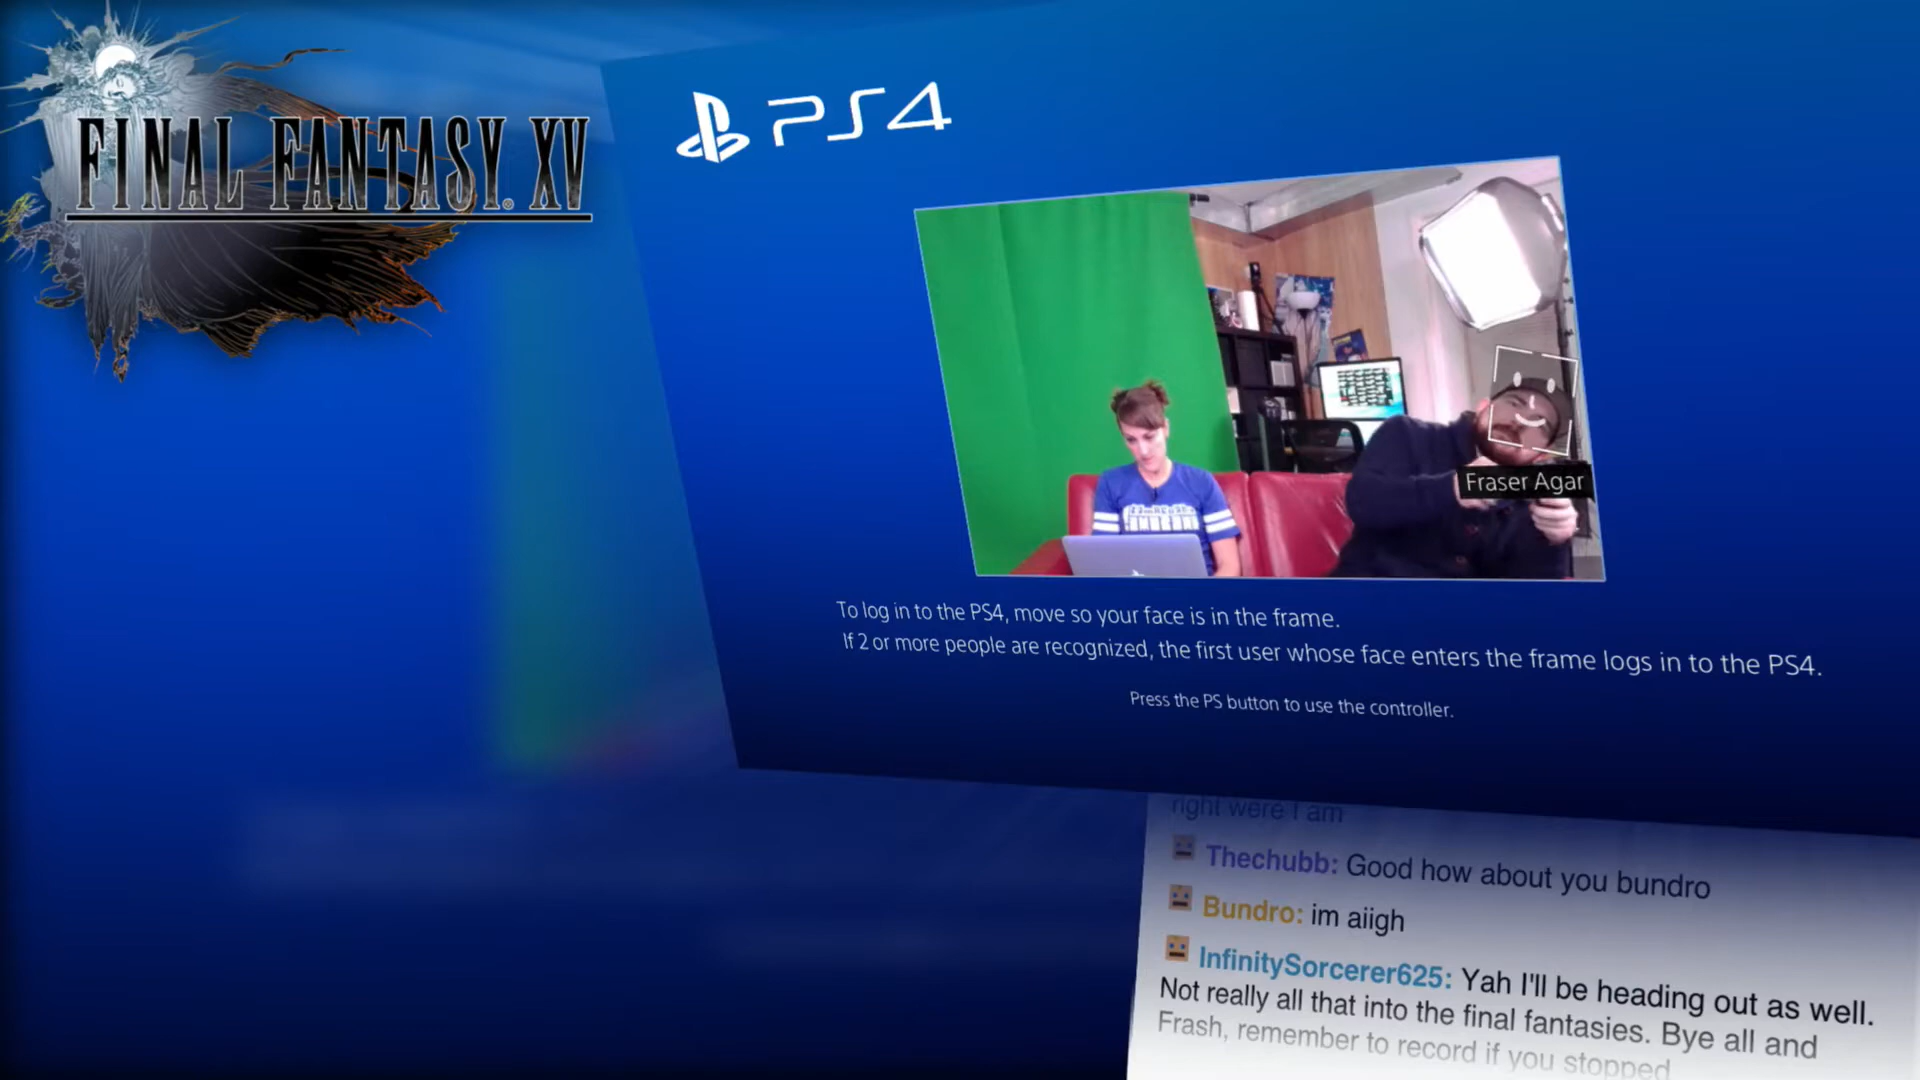 FINAL FANTASY XV
PS4
Fraser Agar
To log in to the PS4, move so your face is in the frame.
If 2 or more people are recognized, the first user whose face enters the frame logs in to the PS4.
Press the PS button to use the controller.
right were I am
Thechubb: Good how about you bundro
Bundro: im aiigh
InfinitySorcerer625: Yah I'll be heading out as well.
Not really all that into the final fantasies. Bye all and
Frash, remember to record if you stopped